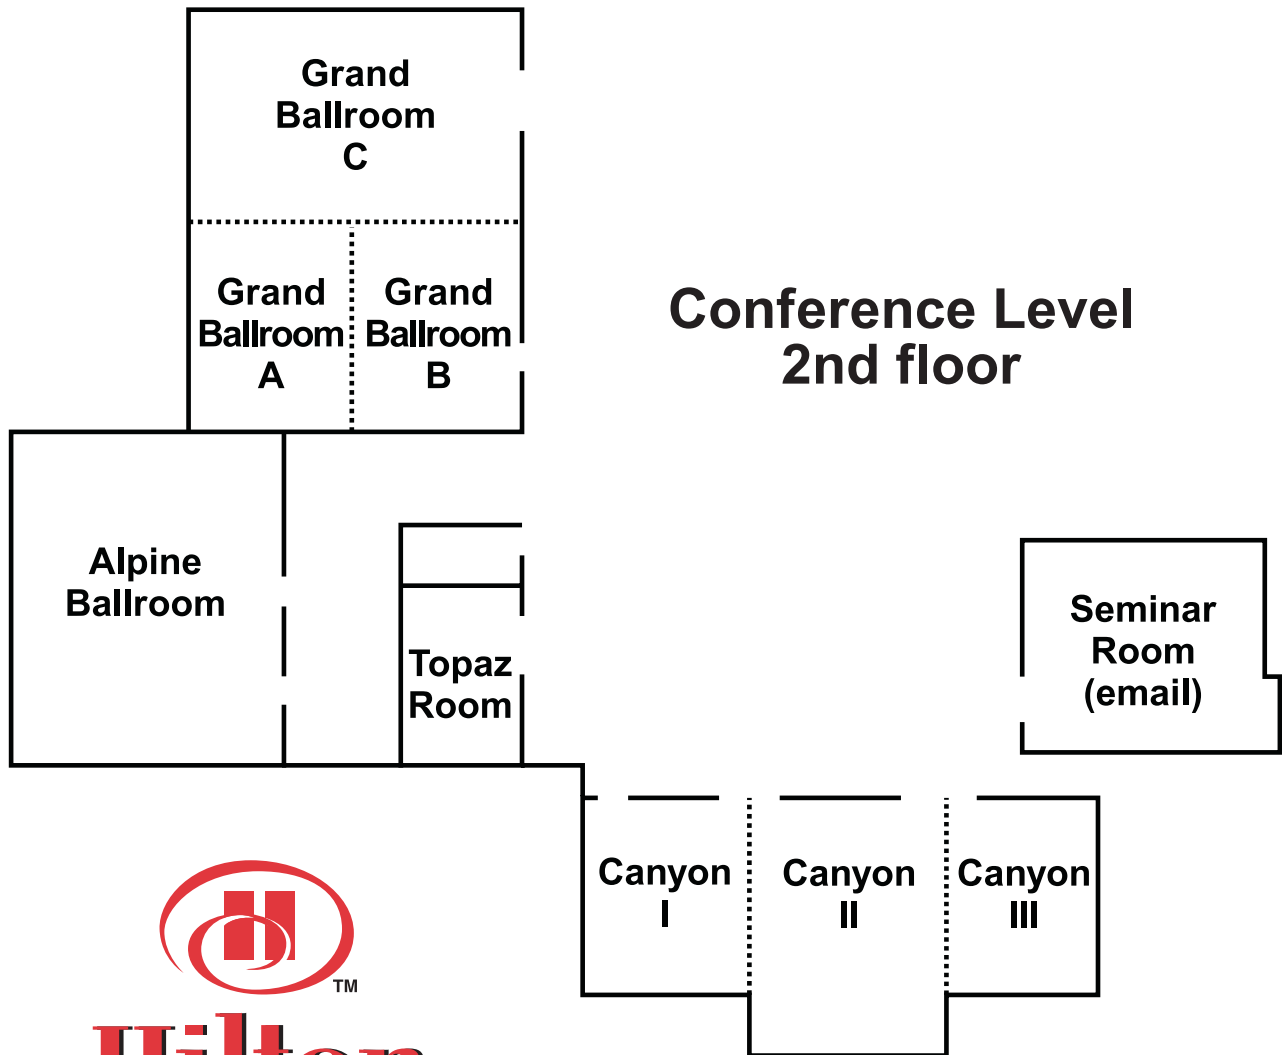 Grand
Ballroom
C
Grand
Ballroom
A
Grand
Ballroom
B
Conference Level
2nd floor
Alpine
Ballroom
Topaz
Room
Seminar
Room
(email)
Canyon
I
Canyon
II
Canyon
III
TM
Hilton